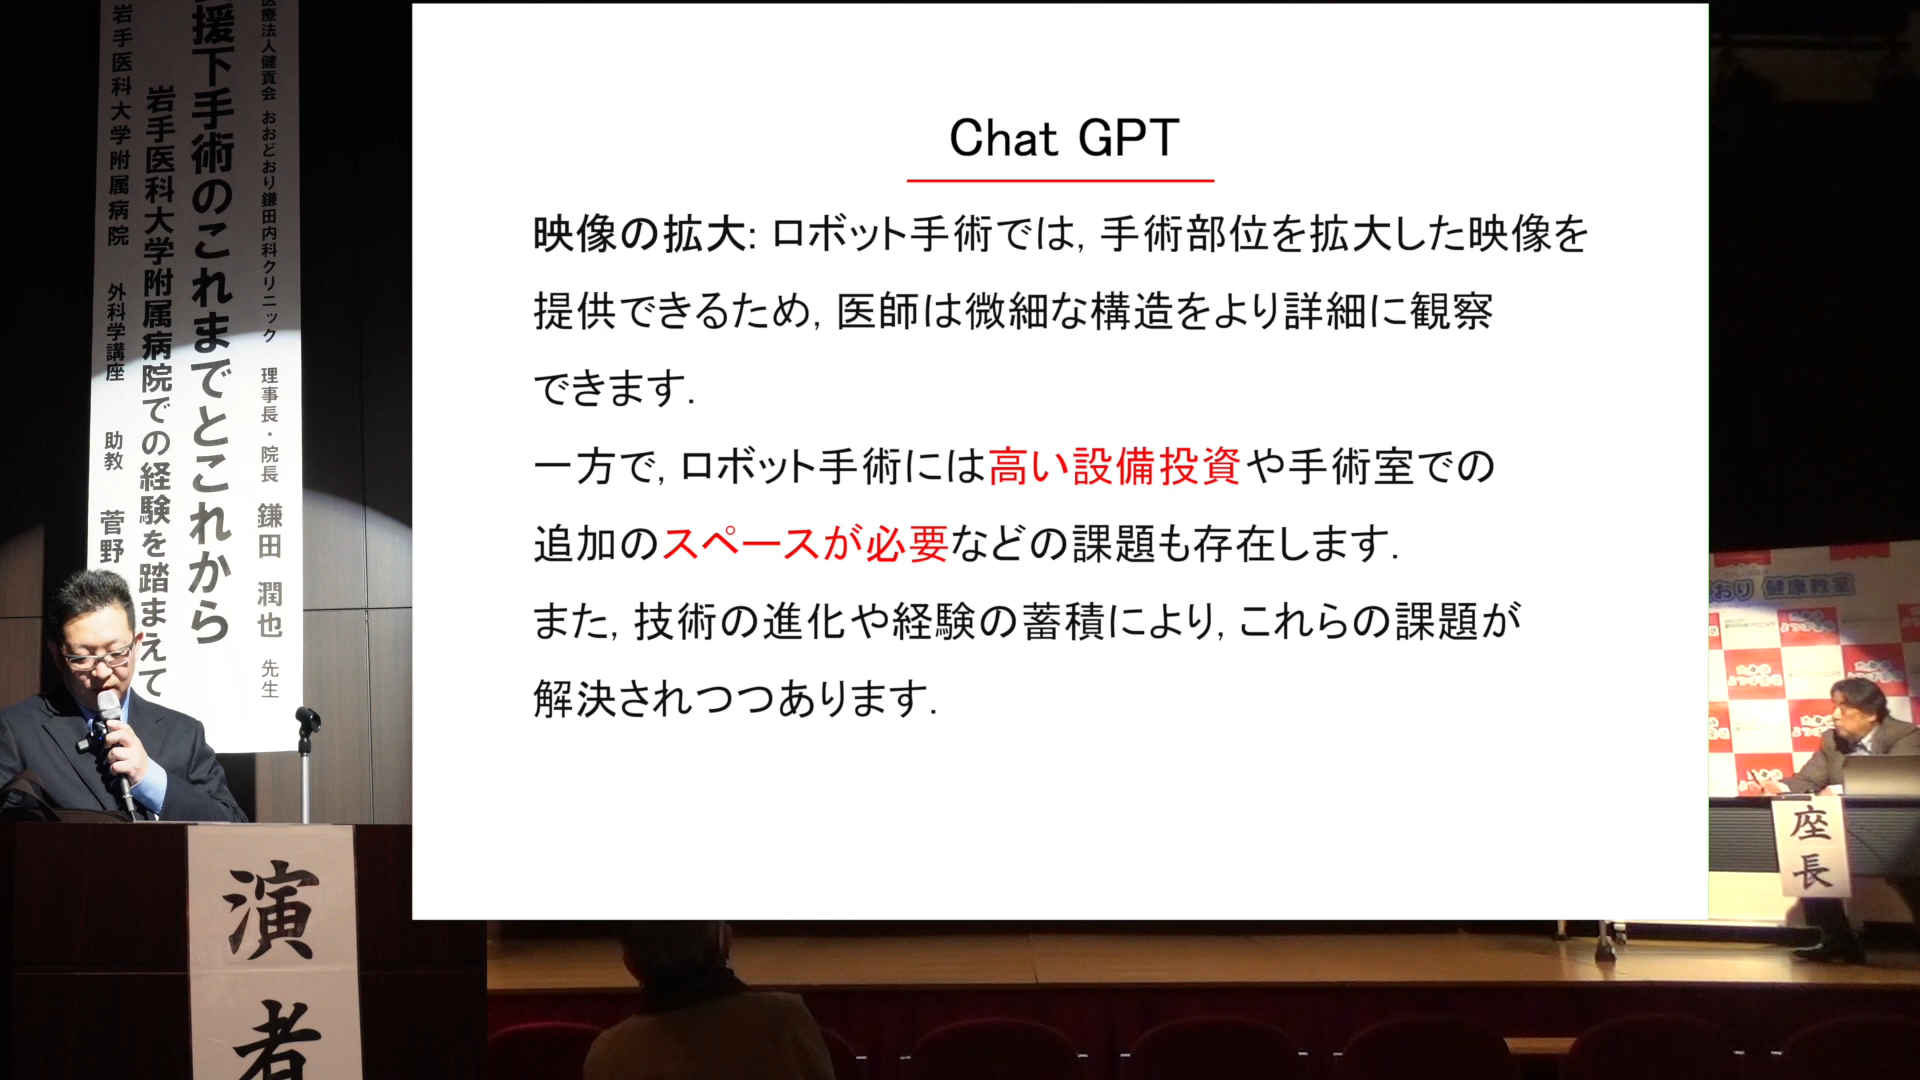 医療法人健貢会 おおどおり鎌田内科クリニック 理事長・院長 鎌田 潤也 先生
援下手術のこれまでとこれから
岩手医科大学附属病院での経験を踏まえて
岩手医科大学附属病院 外科学講座 助教 菅野
Chat GPT
映像の拡大: ロボット手術では, 手術部位を拡大した映像を
提供できるため, 医師は微細な構造をより詳細に観察
できます.
一方で, ロボット手術には高い設備投資や手術室での
追加のスペースが必要などの課題も存在します.
また, 技術の進化や経験の蓄積により, これらの課題が
解決されつつあります.
演者
おり 健康教室
座長